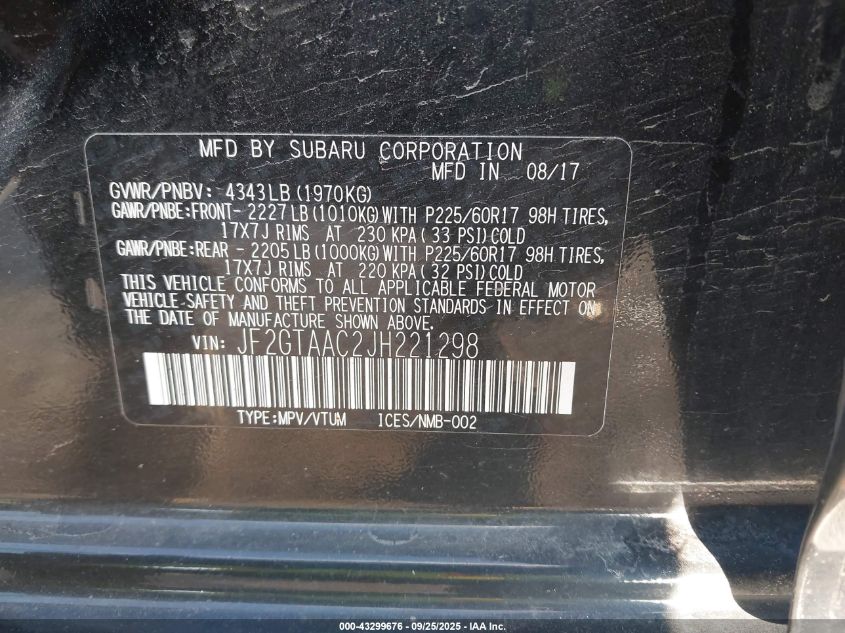 MFD BY SUBARU CORPORATION
MFD IN 08/17
GVWR/PNBV: 4343LB (1970KG)
GAWR/PNBE:FRONT- 2227LB(1010KG)WITH P225/60R17 98H TIRES,
17X7J RIMS AT 230 KPA( 33 PSI)COLD
GAWR/PNBE:REAR - 2205LB(1000KG)WITH P225/60R17 98H TIRES,
17X7J RIMS AT 220 KPA( 32 PSI)COLD
THIS VEHICLE CONFORMS TO ALL APPLICABLE FEDERAL MOTOR
VEHICLE-SAFETY AND THEFT PREVENTION STANDARDS IN EFFECT ON
THE DATE OF MANUFACTURE SHOWN ABOVE.
VIN: JF2GTAAC2JH221298
TYPE:MPV/VTUM ICES/NMB-002
000-43299676 - 09/25/2025 - IAA Inc.